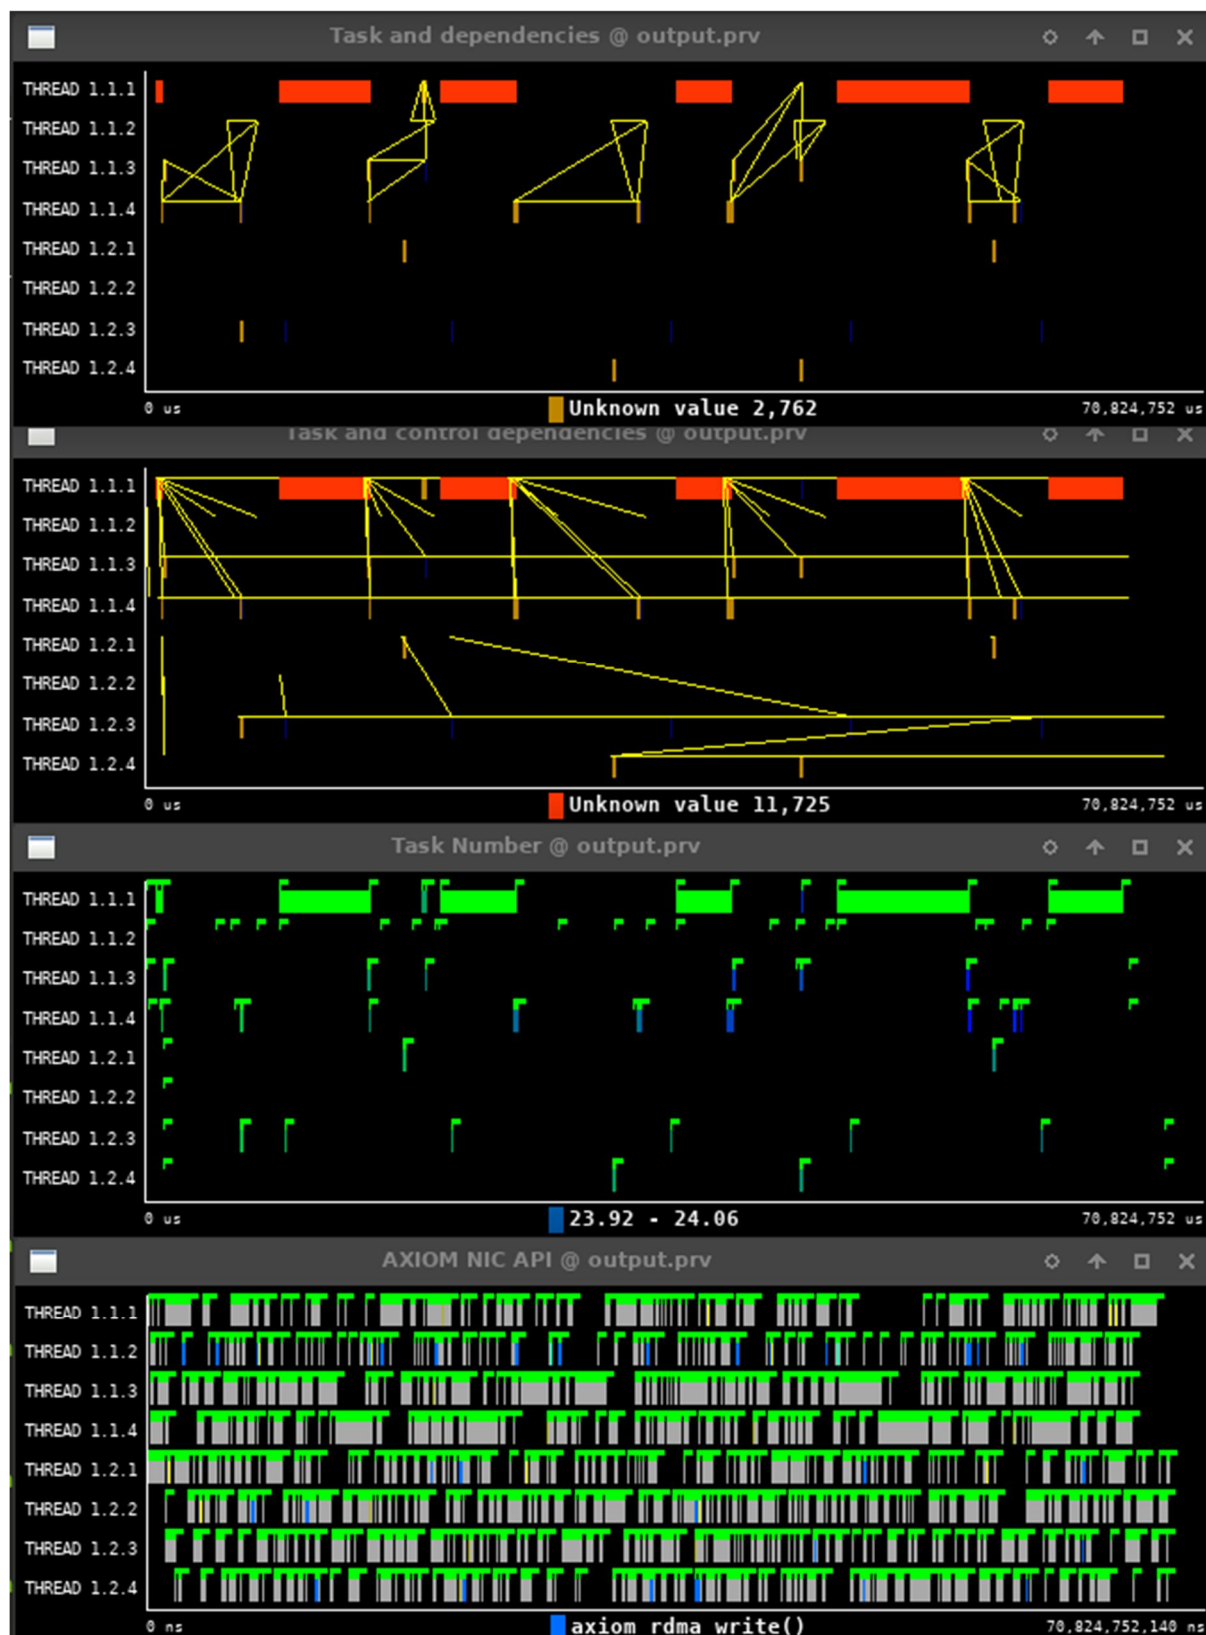 Task and dependencies @ output.prv
THREAD 1.1.1
THREAD 1.1.2
THREAD 1.1.3
THREAD 1.1.4
THREAD 1.2.1
THREAD 1.2.2
THREAD 1.2.3
THREAD 1.2.4
0 us Unknown value 2,762 70,824,752 us
Task and control dependencies @ output.prv
THREAD 1.1.1
THREAD 1.1.2
THREAD 1.1.3
THREAD 1.1.4
THREAD 1.2.1
THREAD 1.2.2
THREAD 1.2.3
THREAD 1.2.4
0 us Unknown value 11,725 70,824,752 us
Task Number @ output.prv
THREAD 1.1.1
THREAD 1.1.2
THREAD 1.1.3
THREAD 1.1.4
THREAD 1.2.1
THREAD 1.2.2
THREAD 1.2.3
THREAD 1.2.4
0 us 23.92 - 24.06 70,824,752 us
AXIOM NIC API @ output.prv
THREAD 1.1.1
THREAD 1.1.2
THREAD 1.1.3
THREAD 1.1.4
THREAD 1.2.1
THREAD 1.2.2
THREAD 1.2.3
THREAD 1.2.4
0 ns axiom rdma write() 70,824,752,140 ns